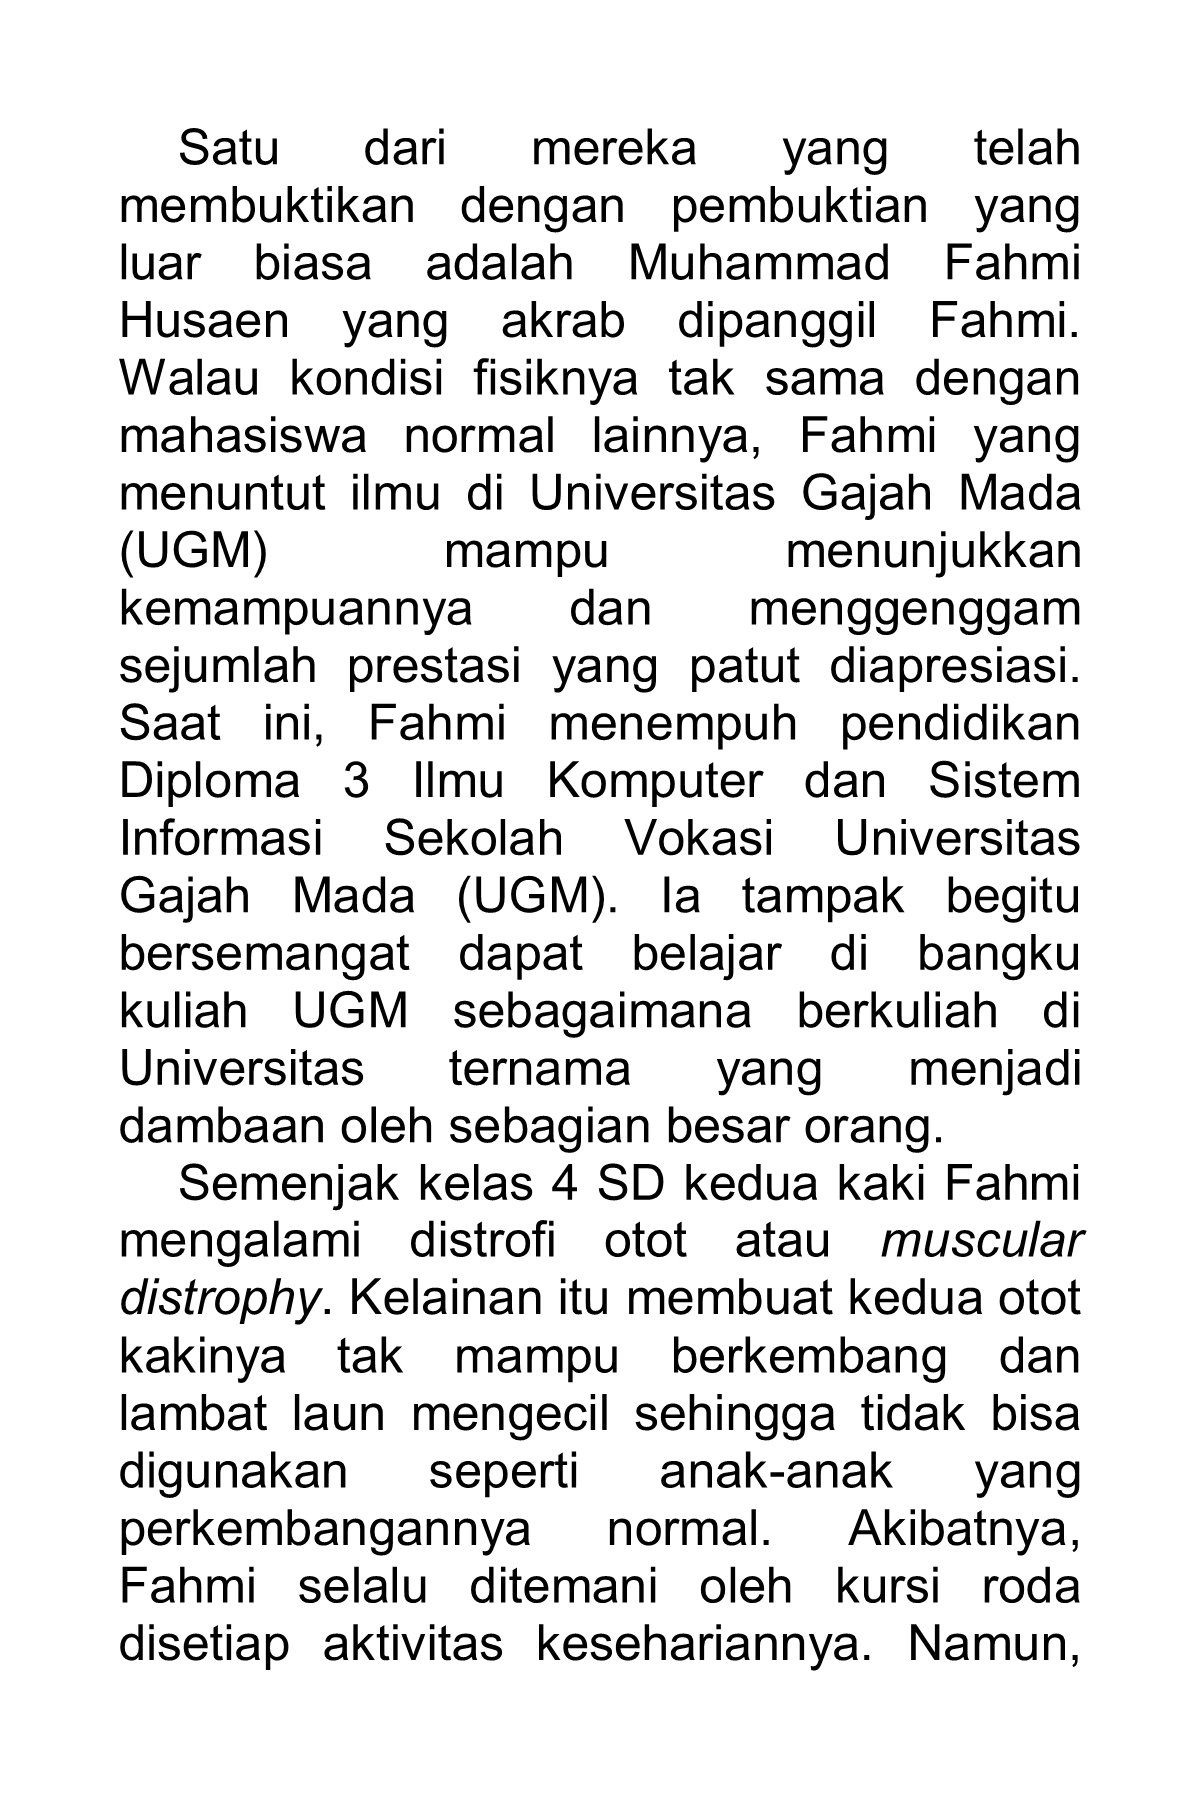 Satu dari mereka yang telah
membuktikan dengan pembuktian yang
luar biasa adalah Muhammad Fahmi
Husaen yang akrab dipanggil Fahmi.
Walau kondisi fisiknya tak sama dengan
mahasiswa normal lainnya, Fahmi yang
menuntut ilmu di Universitas Gajah Mada
(UGM) mampu menunjukkan
kemampuannya dan menggenggam
sejumlah prestasi yang patut diapresiasi.
Saat ini, Fahmi menempuh pendidikan
Diploma 3 Ilmu Komputer dan Sistem
Informasi Sekolah Vokasi Universitas
Gajah Mada (UGM). Ia tampak begitu
bersemangat dapat belajar di bangku
kuliah UGM sebagaimana berkuliah di
Universitas ternama yang menjadi
dambaan oleh sebagian besar orang.
Semenjak kelas 4 SD kedua kaki Fahmi
mengalami distrofi otot atau muscular
distrophy. Kelainan itu membuat kedua otot
kakinya tak mampu berkembang dan
lambat laun mengecil sehingga tidak bisa
digunakan seperti anak-anak yang
perkembangannya normal. Akibatnya,
Fahmi selalu ditemani oleh kursi roda
disetiap aktivitas kesehariannya. Namun,